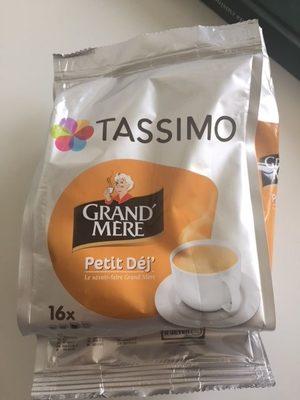 TASSIMO
GRAND'
MÈRE
Petit Déj'
Le savoir-faire Grand Mère
16x